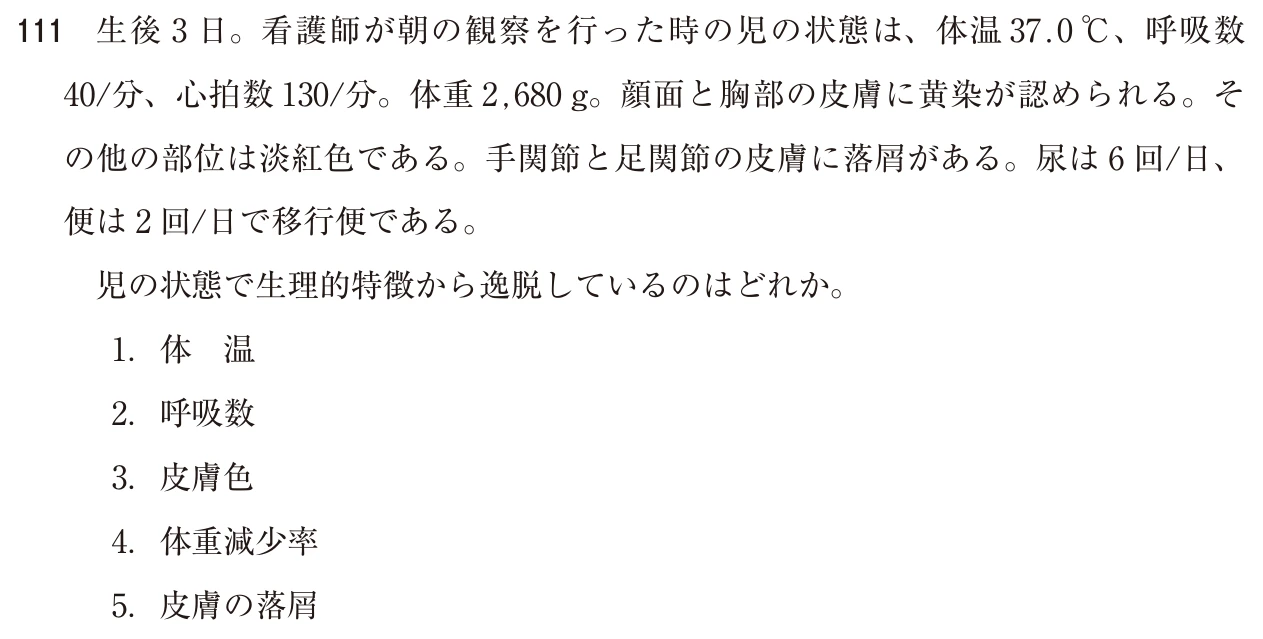 111　生後3日。看護師が朝の観察を行った時の児の状態は、体温37.0℃、呼吸数
40/分、心拍数130/分。体重2,680 g。顔面と胸部の皮膚に黄染が認められる。そ
の他の部位は淡紅色である。手関節と足関節の皮膚に落屑がある。尿は6回/日、
便は2回/日で移行便である。
児の状態で生理的特徴から逸脱しているのはどれか。
1. 体　温
2. 呼吸数
3. 皮膚色
4. 体重減少率
5. 皮膚の落屑